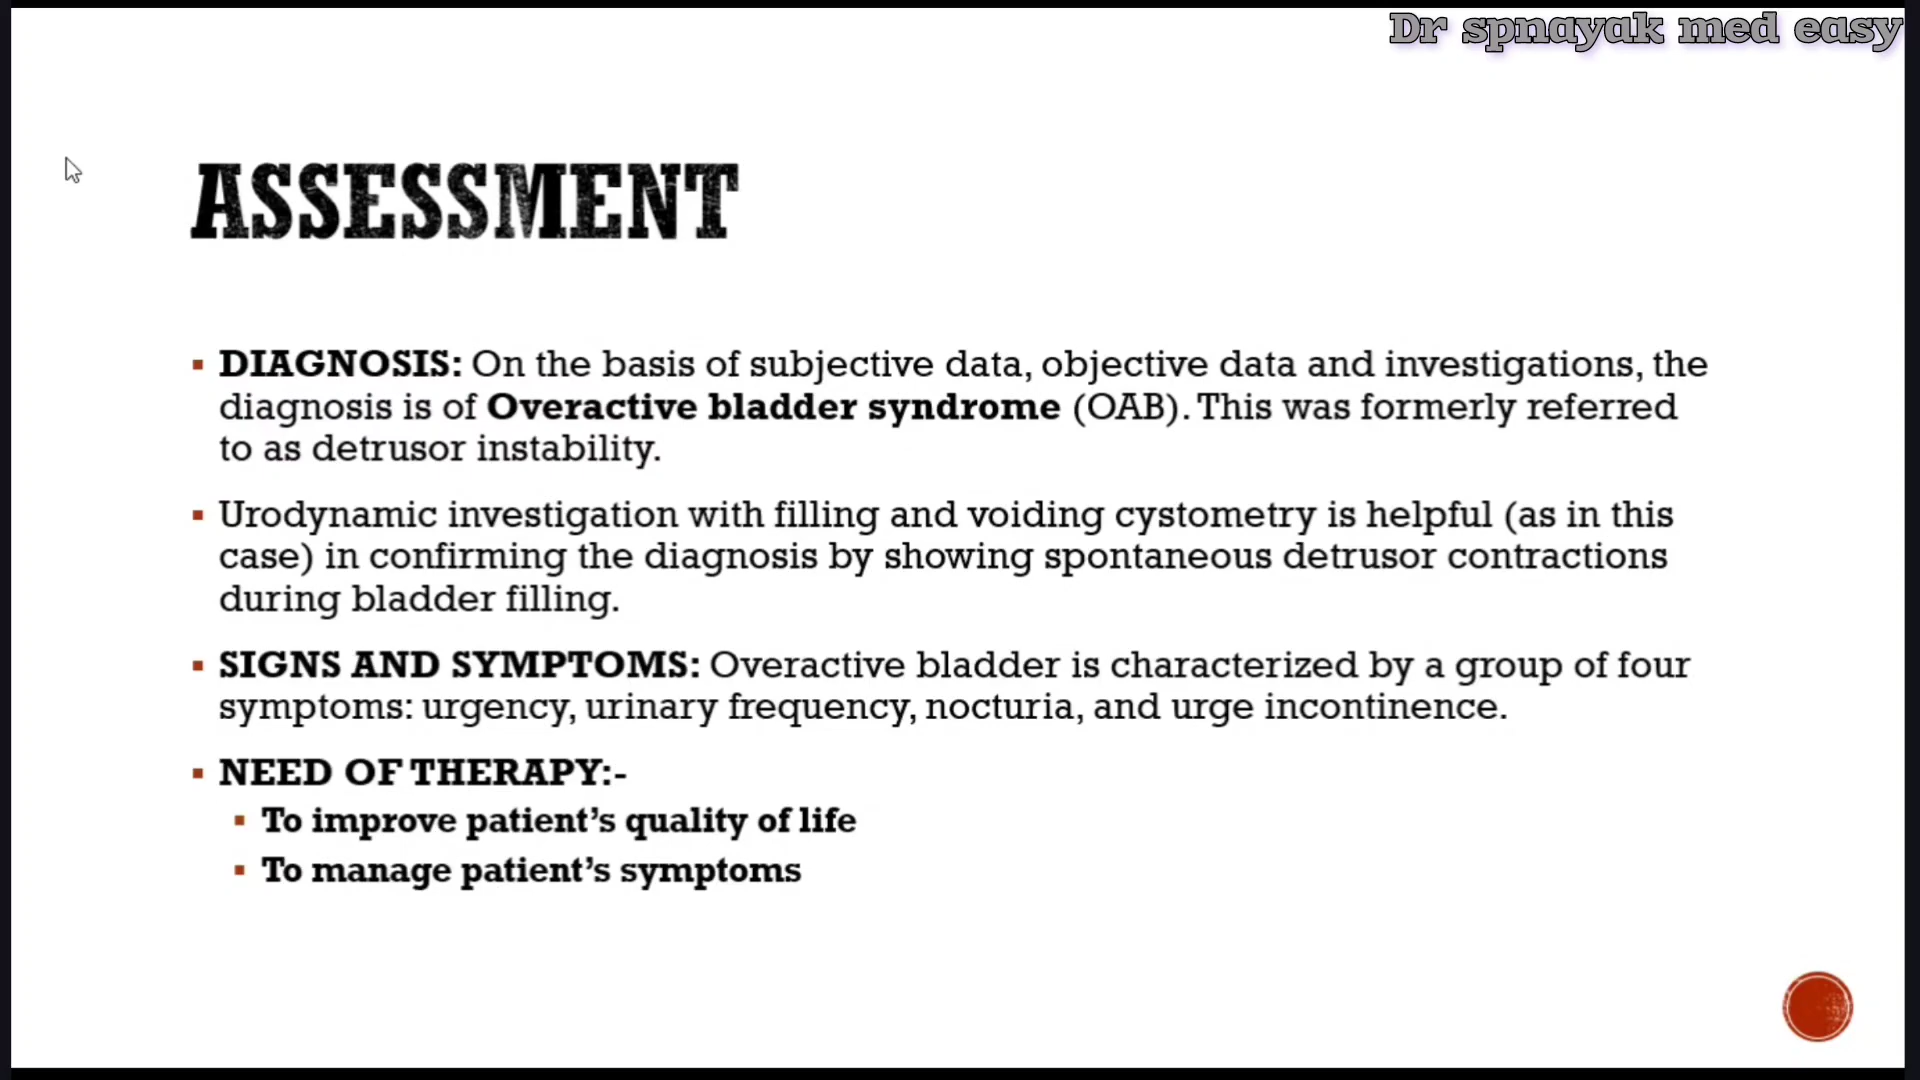 Dr spnayak med easy
ASSESSMENT
▪ DIAGNOSIS: On the basis of subjective data, objective data and investigations, the
diagnosis is of Overactive bladder syndrome (OAB). This was formerly referred
to as detrusor instability.
▪ Urodynamic investigation with filling and voiding cystometry is helpful (as in this
case) in confirming the diagnosis by showing spontaneous detrusor contractions
during bladder filling.
▪ SIGNS AND SYMPTOMS: Overactive bladder is characterized by a group of four
symptoms: urgency, urinary frequency, nocturia, and urge incontinence.
▪ NEED OF THERAPY:-
▪ To improve patient’s quality of life
▪ To manage patient’s symptoms